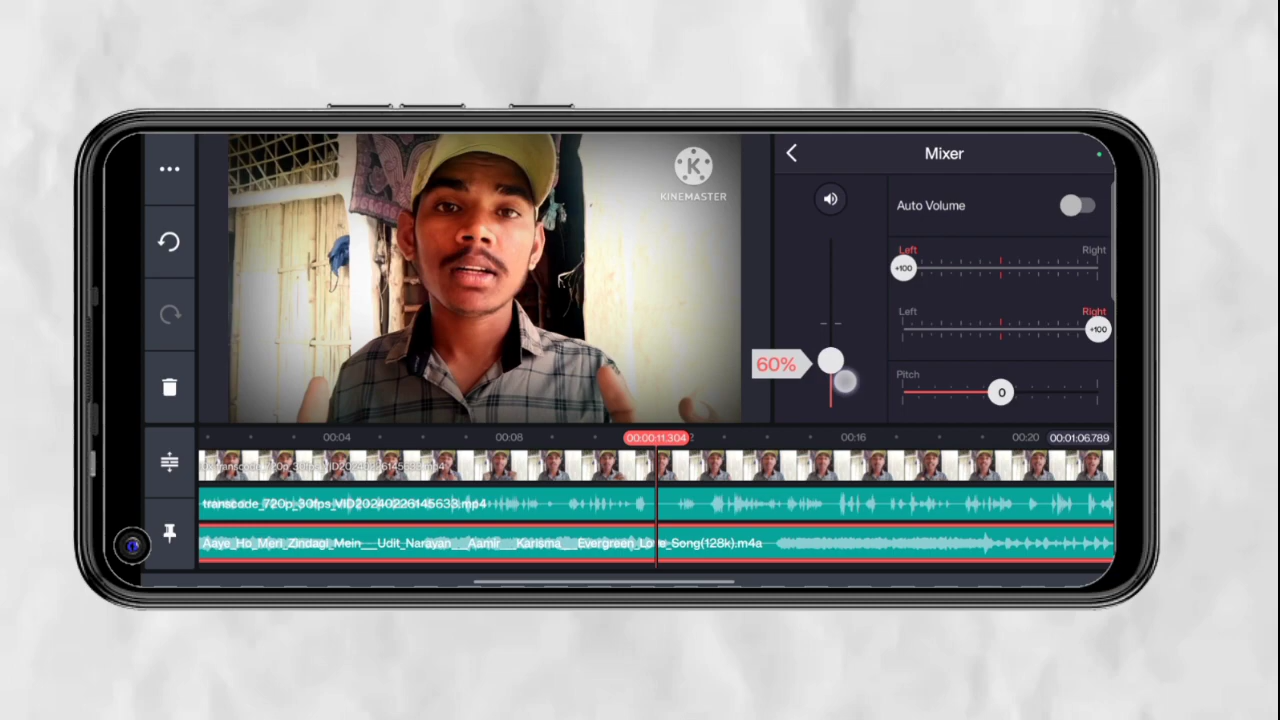 KINEMASTER
Mixer
Auto Volume
Left Right
+100
Left Right
+100
60%
Pitch
0
00:04 00:08 00:00:11.304 00:16 00:20 00:01:06.789
transcode_720p_30fps_VID20240226145633.mp4
transcode_720p_30fps_VID20240226145633.mp4
Aaye_Ho_Meri_Zindagi_Mein___Udit_Narayan___Aamir___Karisma___Evergreen_Love_Song(128k).m4a